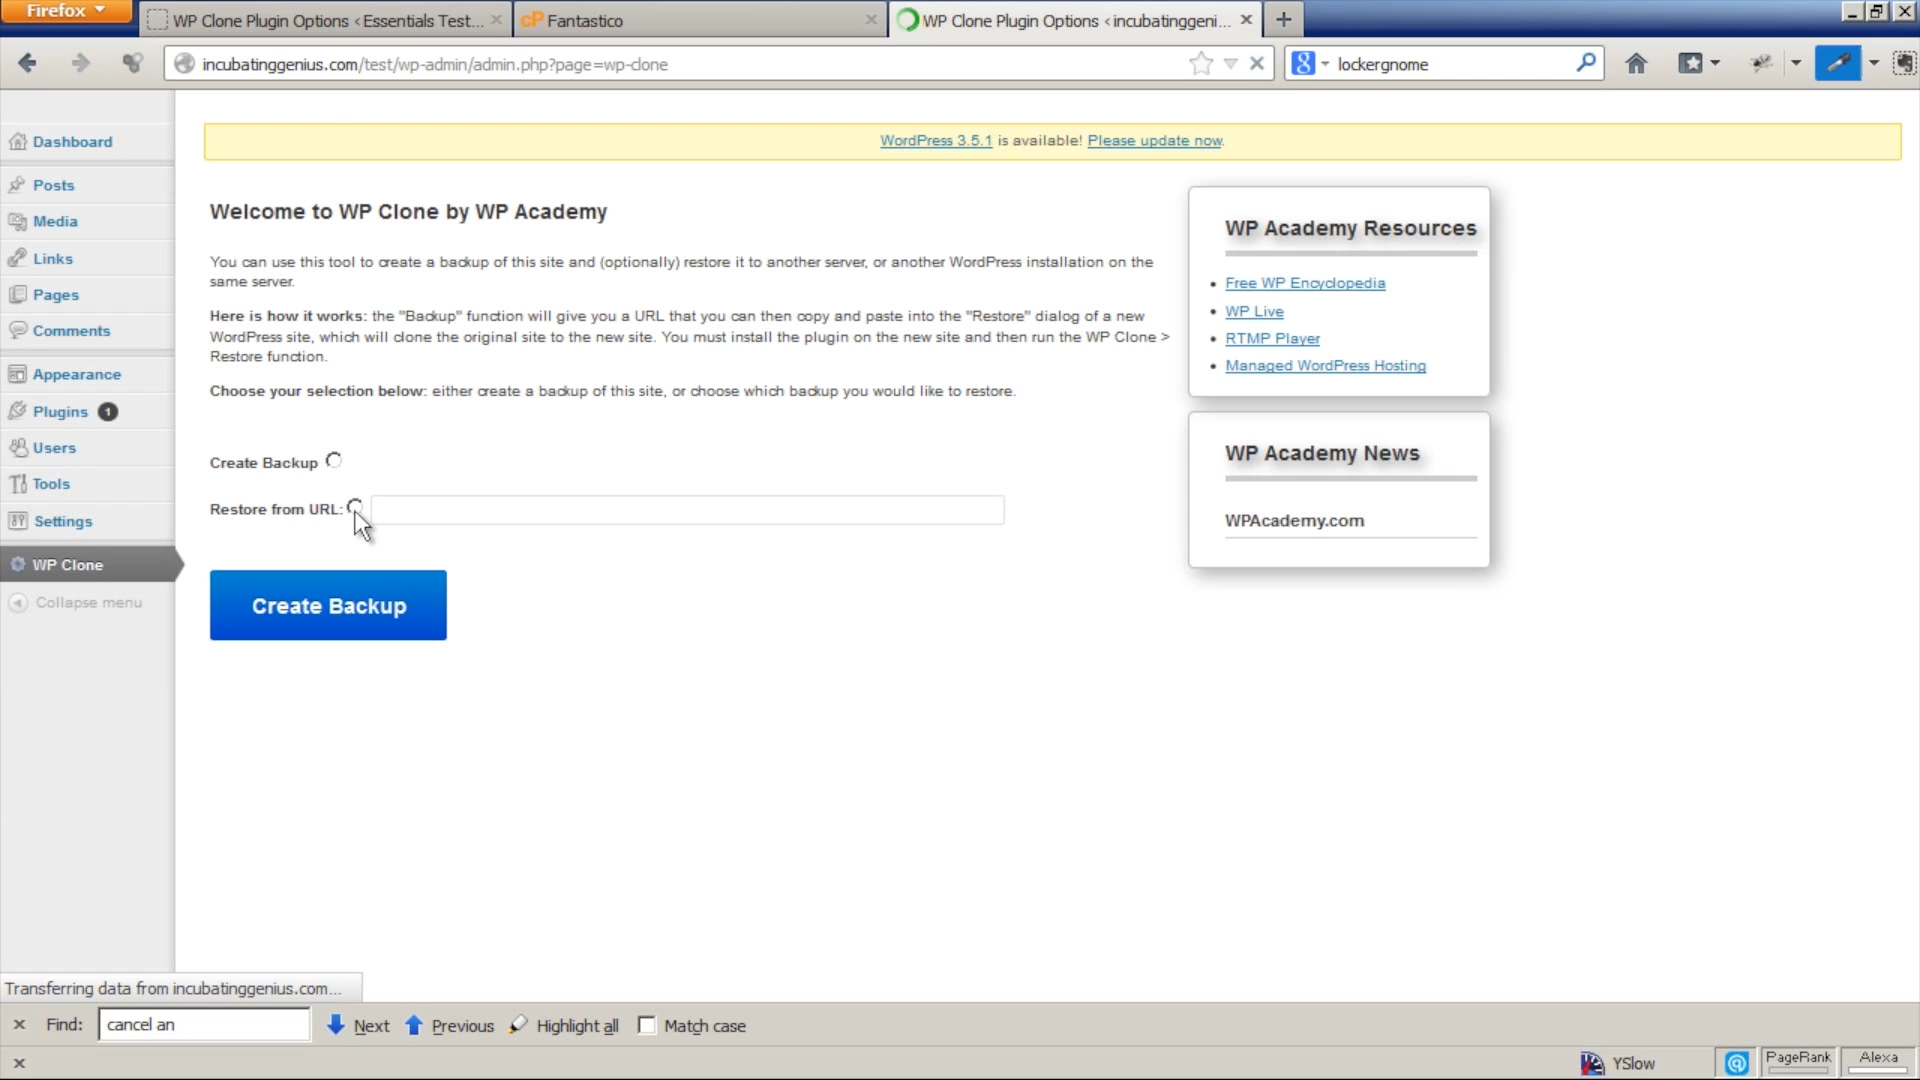 Firefox
WP Clone Plugin Options ‹ Essentials Test...
cP Fantastico
WP Clone Plugin Options ‹ incubatinggeni...
incubatinggenius.com/test/wp-admin/admin.php?page=wp-clone
lockergnome
Dashboard
Posts
Media
Links
Pages
Comments
Appearance
Plugins 1
Users
Tools
Settings
WP Clone
Collapse menu
WordPress 3.5.1 is available! Please update now.
Welcome to WP Clone by WP Academy
You can use this tool to create a backup of this site and (optionally) restore it to another server, or another WordPress installation on the
same server.
Here is how it works: the "Backup" function will give you a URL that you can then copy and paste into the "Restore" dialog of a new
WordPress site, which will clone the original site to the new site. You must install the plugin on the new site and then run the WP Clone >
Restore function.
Choose your selection below: either create a backup of this site, or choose which backup you would like to restore.
Create Backup
Restore from URL:
Create Backup
WP Academy Resources
Free WP Encyclopedia
WP Live
RTMP Player
Managed WordPress Hosting
WP Academy News
WPAcademy.com
Transferring data from incubatinggenius.com...
Find: cancel an Next Previous Highlight all Match case
YSlow PageRank Alexa